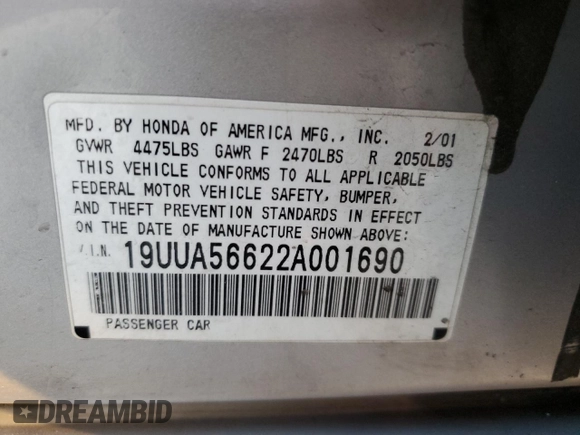 MFD. BY HONDA OF AMERICA MFG., INC. 2/01
GVWR 4475LBS GAWR F 2470LBS R 2050LBS
THIS VEHICLE CONFORMS TO ALL APPLICABLE
FEDERAL MOTOR VEHICLE SAFETY, BUMPER,
AND THEFT PREVENTION STANDARDS IN EFFECT
ON THE DATE OF MANUFACTURE SHOWN ABOVE:
V.I.N. 19UUA56622A001690
PASSENGER CAR
DREAMBID